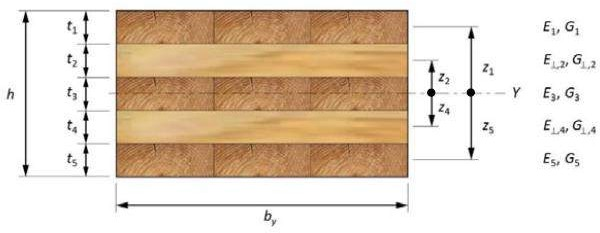 t₁ E₁, G₁
t₂ z₂ z₁ E⊥,₂, G⊥,₂
h t₃ Y E₃, G₃
t₄ z₄ z₅ E⊥,₄, G⊥,₄
t₅ E₅, G₅
b_y